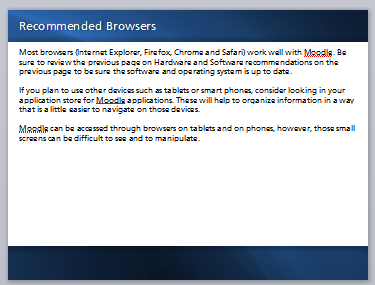 Recommended Browsers
Most browsers (Internet Explorer, Firefox, Chrome and Safari) work well with Moodle. Be
sure to review the previous page on Hardware and Software recommendations on the
previous page to be sure the software and operating system is up to date.
If you plan to use other devices such as tablets or smart phones, consider looking in your
application store for Moodle applications. These will help to organize information in a way
that is a little easier to navigate on those devices.
Moodle can be accessed through browsers on tablets and on phones, however, those small
screens can be difficult to see and to manipulate.